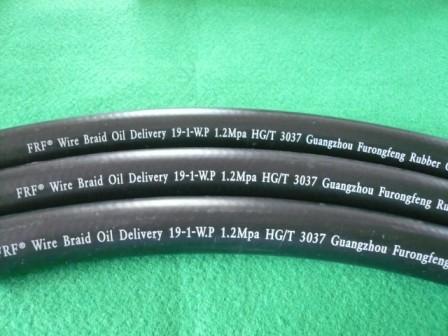 FRF® Wire Braid Oil Delivery 19-1-W.P 1.2Mpa HG/T 3037 Guangzhou Furongfeng Rubber
FRF® Wire Braid Oil Delivery 19-1-W.P 1.2Mpa HG/T 3037 Guangzhou Furongfeng Ru
FRF® Wire Braid Oil Delivery 19-1-W.P 1.2Mpa HG/T 3037 Guangzhou Furongfeng